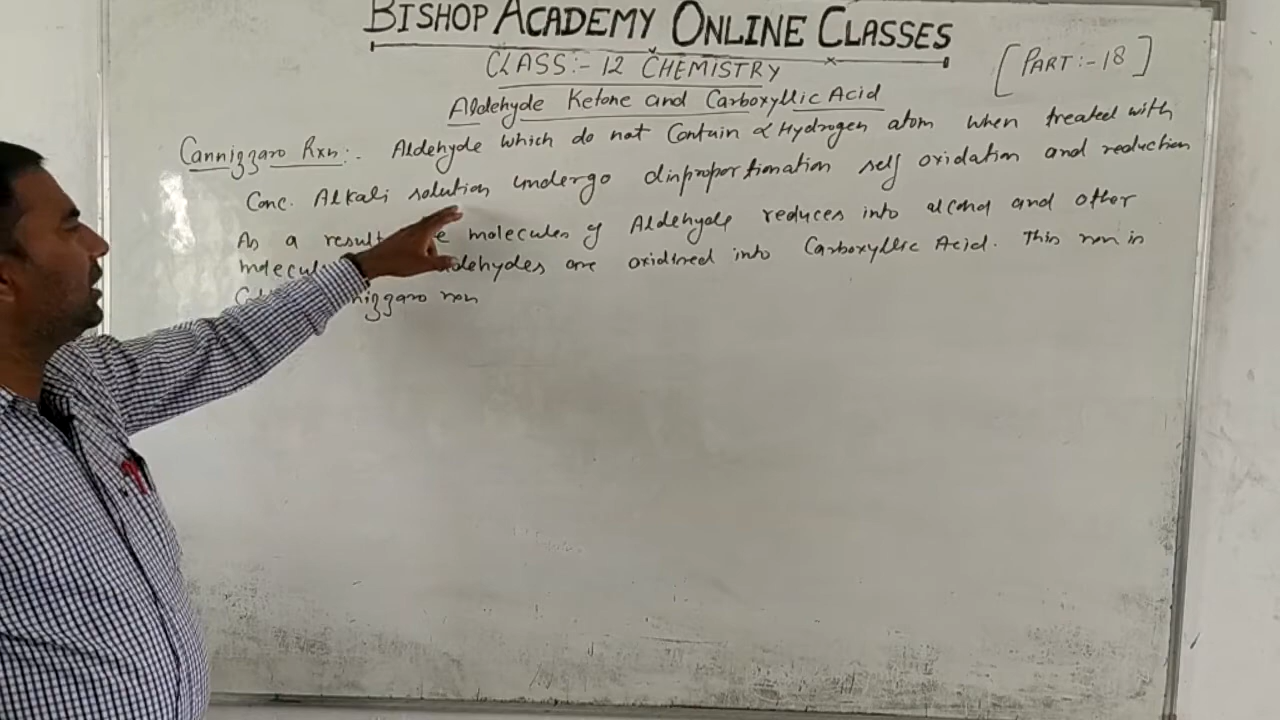 BISHOP ACADEMY ONLINE CLASSES
CLASS:- 12 CHEMISTRY
[PART:-18]
Aldehyde Ketone and Carboxyllic Acid
Cannizzaro Rxn:- Aldehyde which do not Contain α Hydrogen atom when treated with
Conc. Alkali solution undergo disproportionation self oxidation and reduction
As a result molecules of Aldehyde reduces into alcohol and other
aldehydes are oxidised into Carboxyllic Acid. This rxn is
rxn